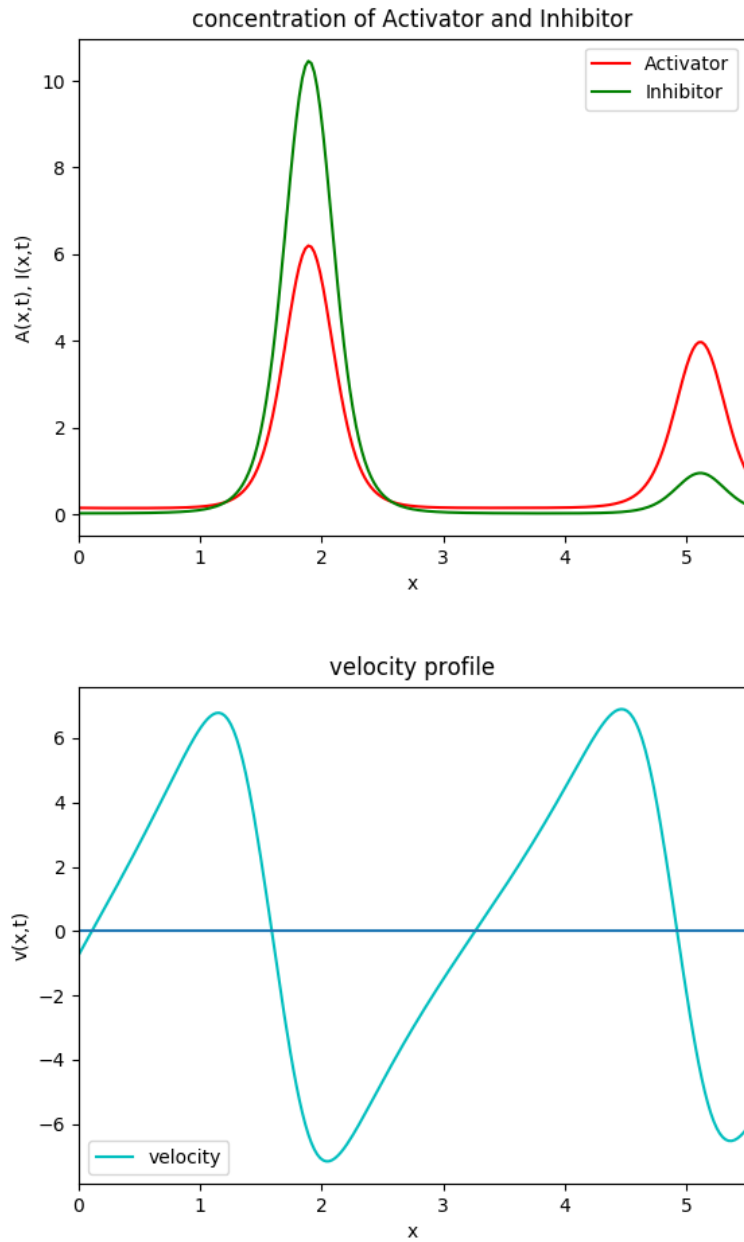 concentration of Activator and Inhibitor
Activator
Inhibitor
10
8
6
4
2
0
A(x,t), I(x,t)
0 1 2 3 4 5
x
velocity profile
6
4
2
0
−2
−4
−6
v(x,t)
velocity
0 1 2 3 4 5
x